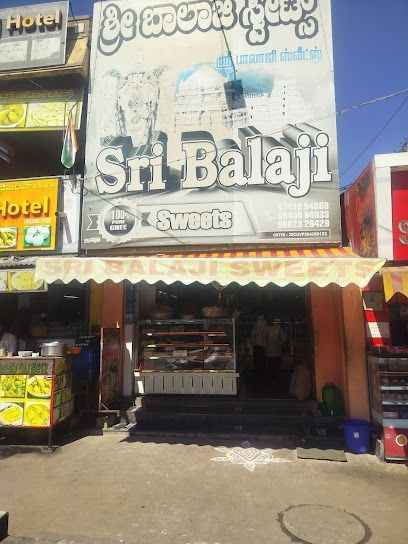 Hotel
ಶ್ರೀ ಬಾಲಾಜಿ ಸ್ವೀಟ್ಸ್
ஸ்ரீ பாலாஜி ஸ்வீட்ஸ்
Sri Balaji
100%
PURE
GHEE
Sweets
Hotel
SRI BALAJI SWEETS